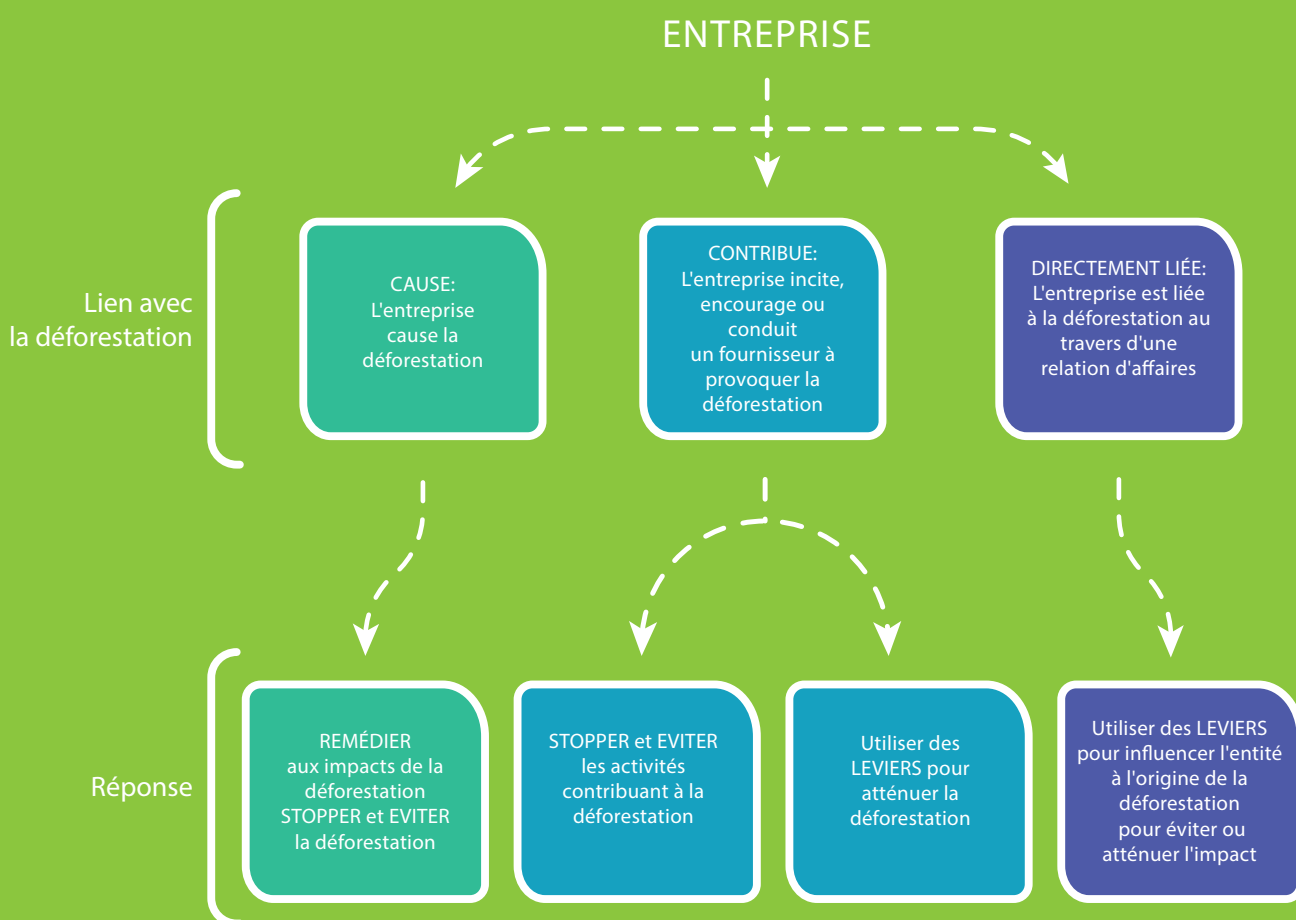 ENTREPRISE
Lien avec
la déforestation
CAUSE:
L'entreprise
cause la
déforestation
CONTRIBUE:
L'entreprise incite,
encourage ou
conduit
un fournisseur à
provoquer la
déforestation
DIRECTEMENT LIÉE:
L'entreprise est liée
à la déforestation au
travers d'une
relation d'affaires
Réponse
REMÉDIER
aux impacts de la
déforestation
STOPPER et EVITER
la déforestation
STOPPER et EVITER
les activités
contribuant à la
déforestation
Utiliser des
LEVIERS pour
atténuer la
déforestation
Utiliser des LEVIERS
pour influencer l'entité
à l'origine de la
déforestation
pour éviter ou
atténuer l'impact